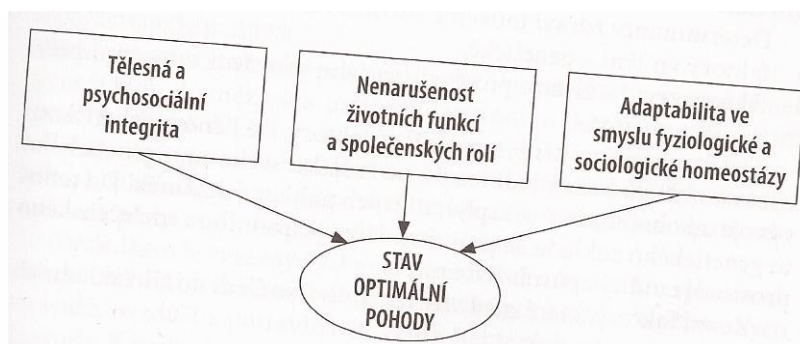 Tělesná a
psychosociální
integrita
Nenarušenost
životních funkcí
a společenských rolí
Adaptabilita ve
smyslu fyziologické a
sociologické homeostázy
STAV
OPTIMÁLNÍ
POHODY